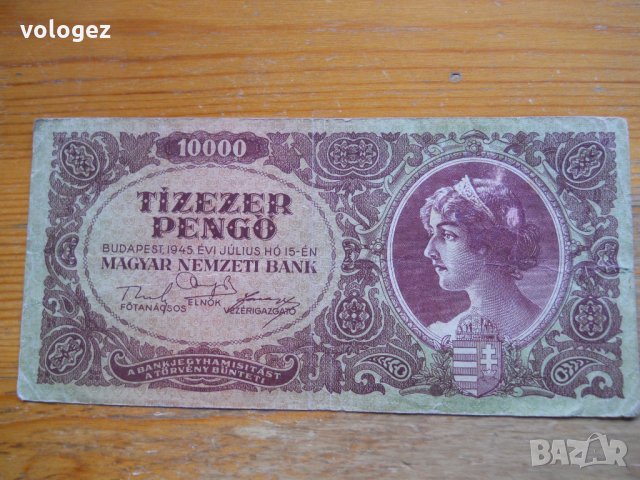 vologez
10000
TÍZEZER
PENGŐ
BUDAPEST, 1945. ÉVI JÚLIUS HÓ 15-ÉN
MAGYAR NEMZETI BANK
ELNÖK
FŐTANÁCSOS VEZÉRIGAZGATÓ
A BANKJEGYHAMISÍTÁST
A TÖRVÉNY BÜNTETI
BAZAR